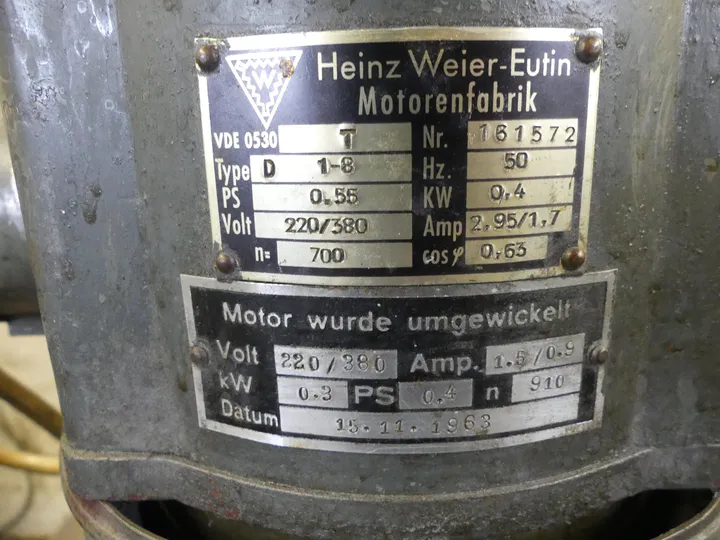 W
Heinz Weier-Eutin
Motorenfabrik
VDE 0530 T Nr. 161572
Type D 1-8 Hz. 50
PS 0.55 KW 0,4
Volt 220/380 Amp 2,95/1,7
n= 700 cos φ 0,63
Motor wurde umgewickelt
Volt 220/380 Amp. 1.5/0.9
kW 0.3 PS 0.4 n 910
Datum 15.11.1963